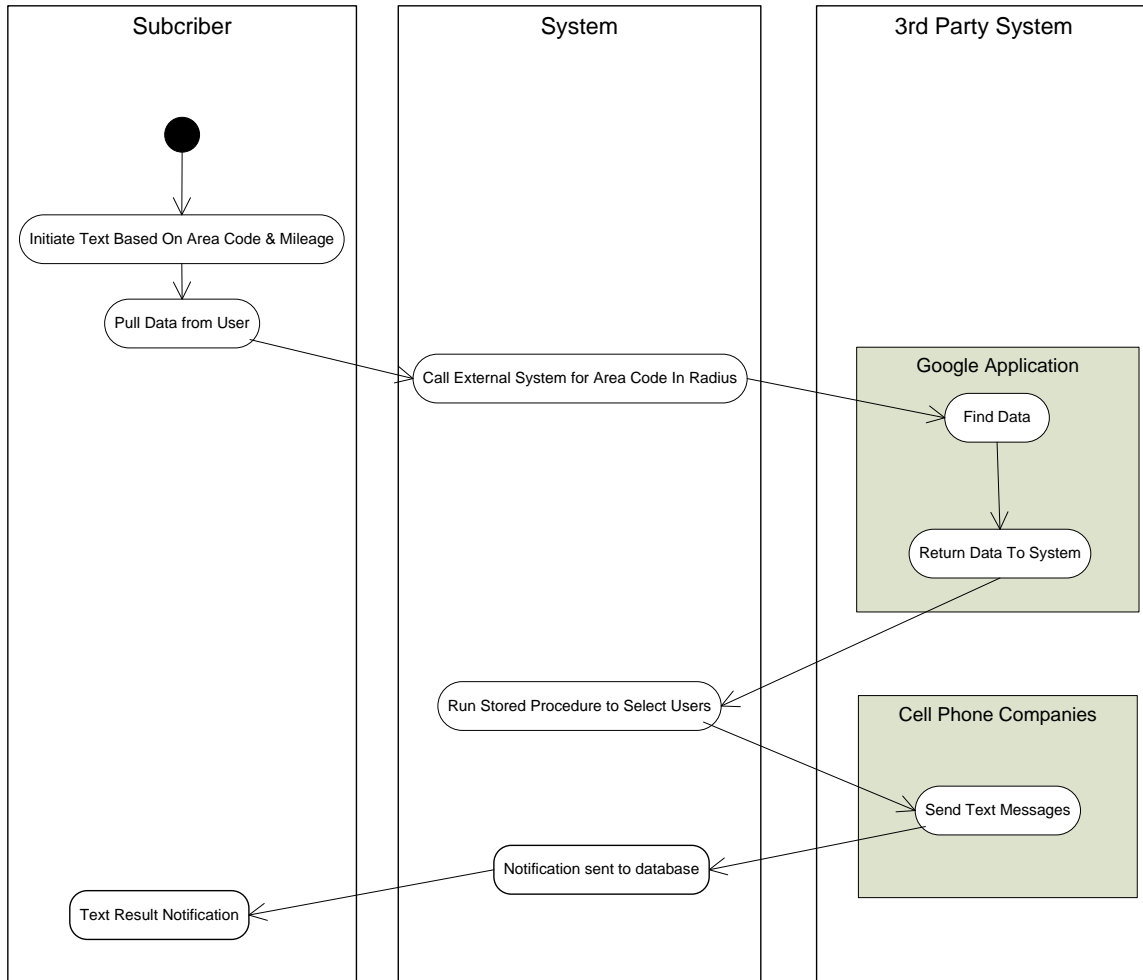 Subcriber
System
3rd Party System
Initiate Text Based On Area Code & Mileage
Pull Data from User
Call External System for Area Code In Radius
Google Application
Find Data
Return Data To System
Run Stored Procedure to Select Users
Cell Phone Companies
Send Text Messages
Notification sent to database
Text Result Notification